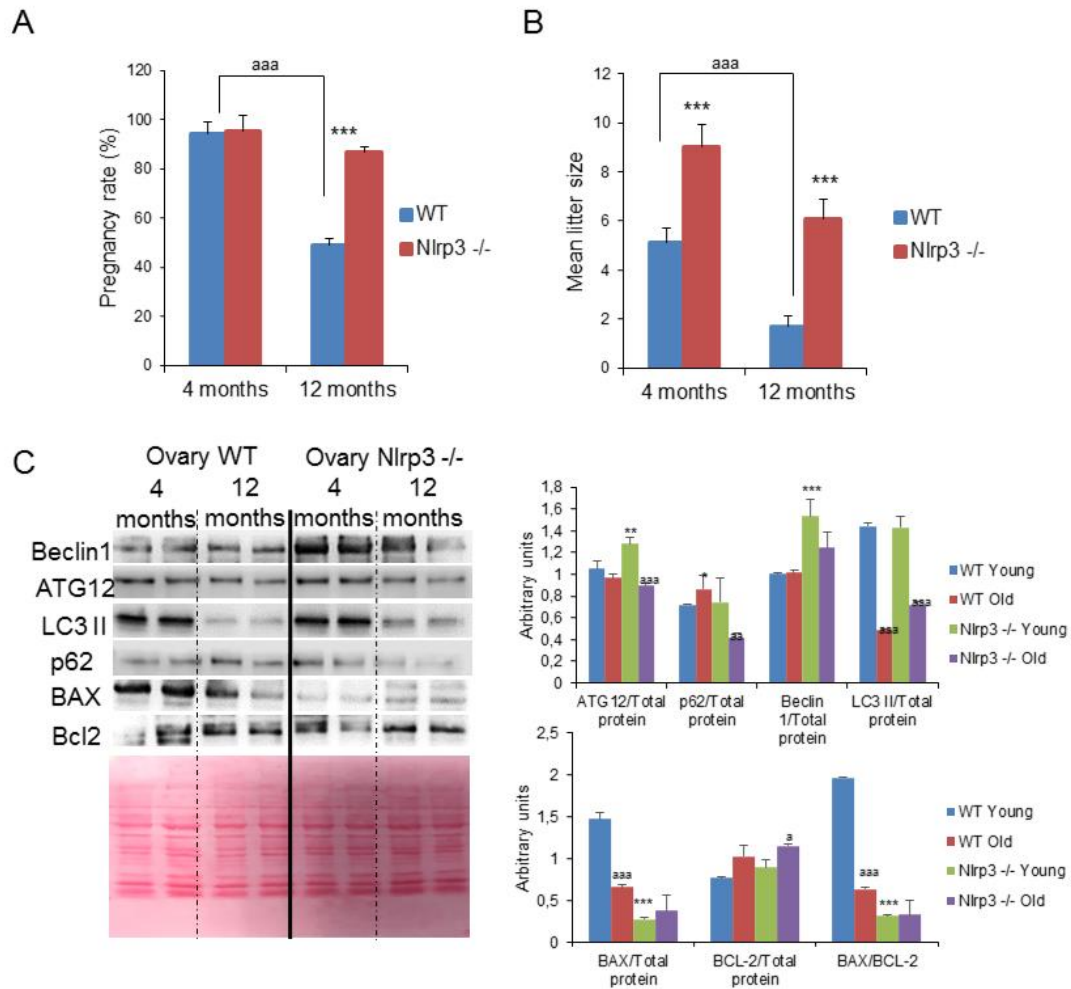 A
aaa
Pregnancy rate (%)
120
100
80
60
40
20
0
***
4 months
12 months
WT
Nlrp3 -/-
B
aaa
Mean litter size
12
10
8
6
4
2
0
***
***
4 months
12 months
WT
Nlrp3 -/-
C
Ovary WT
Ovary Nlrp3 -/-
4
12
4
12
months
months
months
months
Beclin1
ATG12
LC3 II
p62
BAX
Bcl2
Arbitrary units
1,8
1,6
1,4
1,2
1
0,8
0,6
0,4
0,2
0
**
aaa
*
aa
***
aaa
aaa
ATG12/Total
protein
p62/Total
protein
Beclin
1/Total
protein
LC3 II/Total
protein
WT Young
WT Old
Nlrp3 -/- Young
Nlrp3 -/- Old
Arbitrary units
2,5
2
1,5
1
0,5
0
aaa
***
a
aaa
***
BAX/Total
protein
BCL-2/Total
protein
BAX/BCL-2
WT Young
WT Old
Nlrp3 -/- Young
Nlrp3 -/- Old